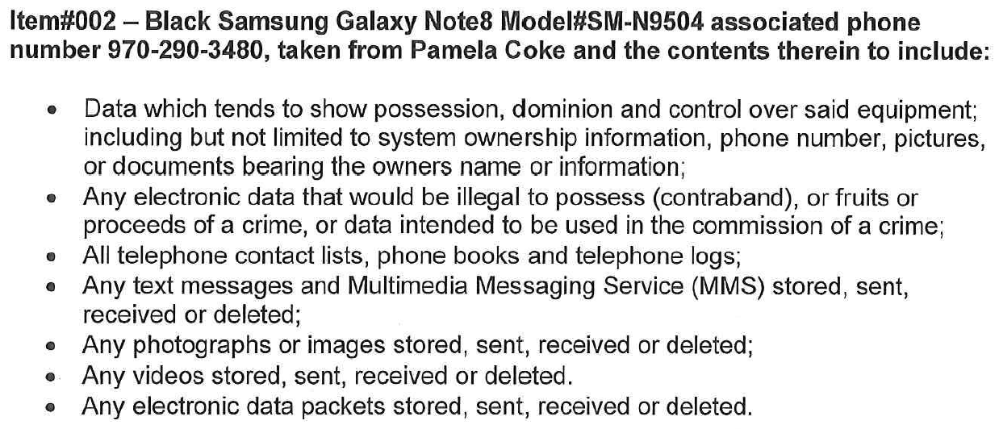 Item#002 – Black Samsung Galaxy Note8 Model#SM-N9504 associated phone
number 970-290-3480, taken from Pamela Coke and the contents therein to include:
• Data which tends to show possession, dominion and control over said equipment;
including but not limited to system ownership information, phone number, pictures,
or documents bearing the owners name or information;
• Any electronic data that would be illegal to possess (contraband), or fruits or
proceeds of a crime, or data intended to be used in the commission of a crime;
• All telephone contact lists, phone books and telephone logs;
• Any text messages and Multimedia Messaging Service (MMS) stored, sent,
received or deleted;
• Any photographs or images stored, sent, received or deleted;
• Any videos stored, sent, received or deleted.
• Any electronic data packets stored, sent, received or deleted.